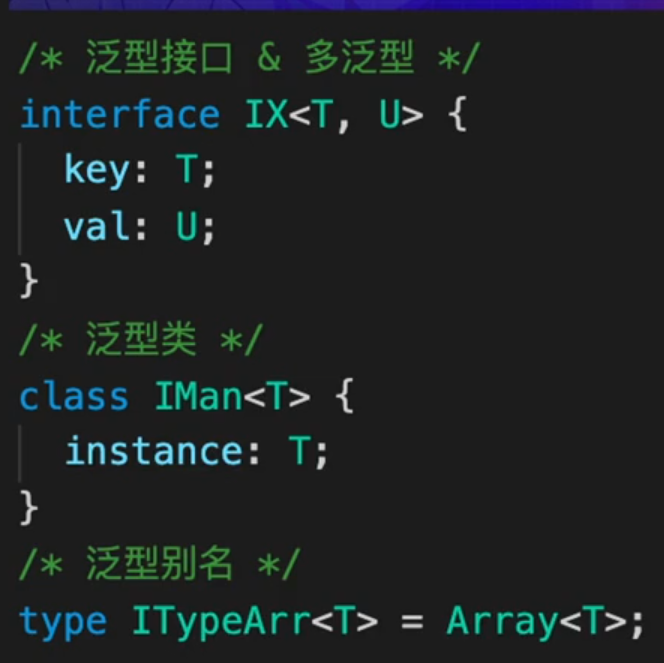 /* 泛型接口 & 多泛型 */
interface IX<T, U> {
  key: T;
  val: U;
}
/* 泛型类 */
class IMan<T> {
  instance: T;
}
/* 泛型别名 */
type ITypeArr<T> = Array<T>;